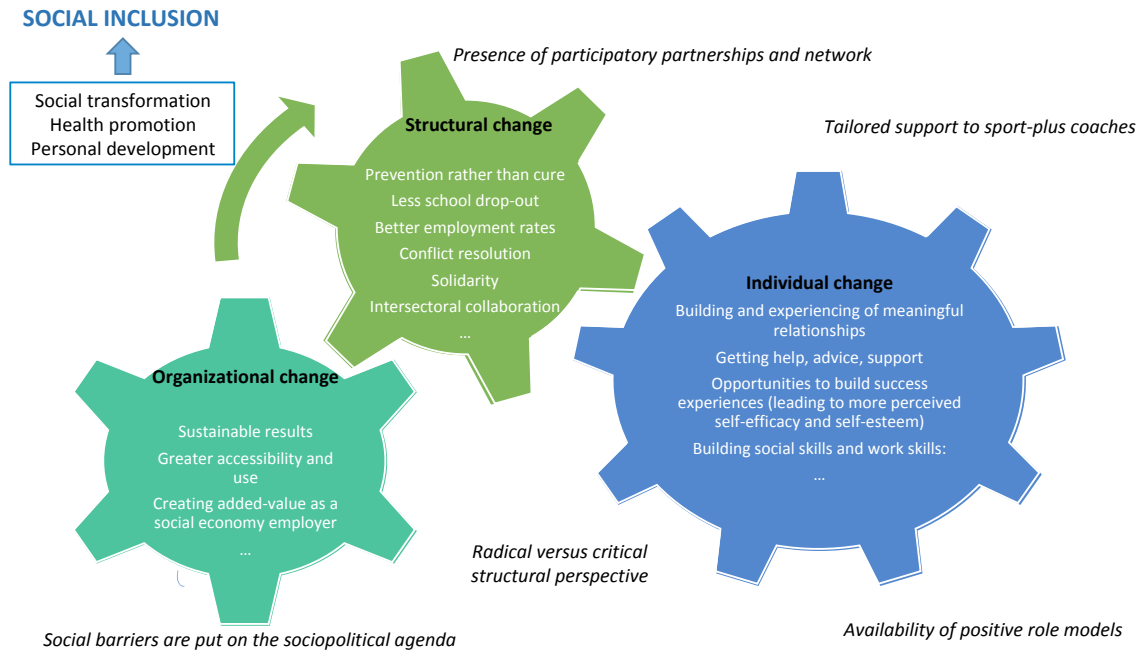 SOCIAL INCLUSION
Social transformation
Health promotion
Personal development
Presence of participatory partnerships and network
Tailored support to sport-plus coaches
Structural change
Prevention rather than cure
Less school drop-out
Better employment rates
Conflict resolution
Solidarity
Intersectoral collaboration
...
Individual change
Building and experiencing of meaningful
relationships
Getting help, advice, support
Opportunities to build success
experiences (leading to more perceived
self-efficacy and self-esteem)
Building social skills and work skills:
...
Organizational change
Sustainable results
Greater accessibility and
use
Creating added-value as a
social economy employer
...
Radical versus critical
structural perspective
Social barriers are put on the sociopolitical agenda
Availability of positive role models